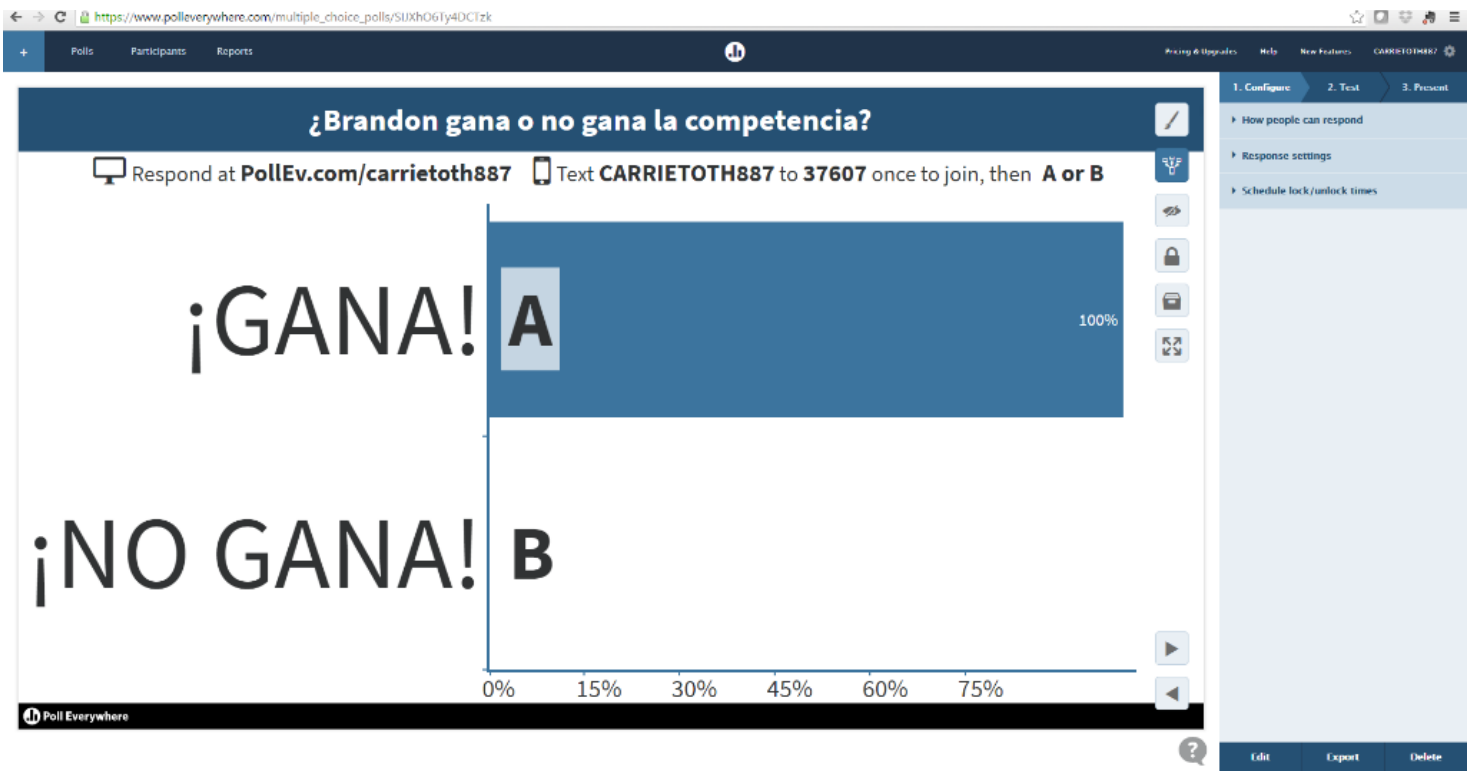 https://www.polleverywhere.com/multiple_choice_polls/SUXhO6Ty4DCTzk
+ Polls Participants Reports Pricing & Upgrades Help New Features CARRIETOTH887
1. Configure 2. Test 3. Present
¿Brandon gana o no gana la competencia?
How people can respond
Respond at PollEv.com/carrietoth887 Text CARRIETOTH887 to 37607 once to join, then A or B
Response settings
Schedule lock/unlock times
¡GANA! A 100%
¡NO GANA! B
0% 15% 30% 45% 60% 75%
Poll Everywhere
?
Edit Export Delete